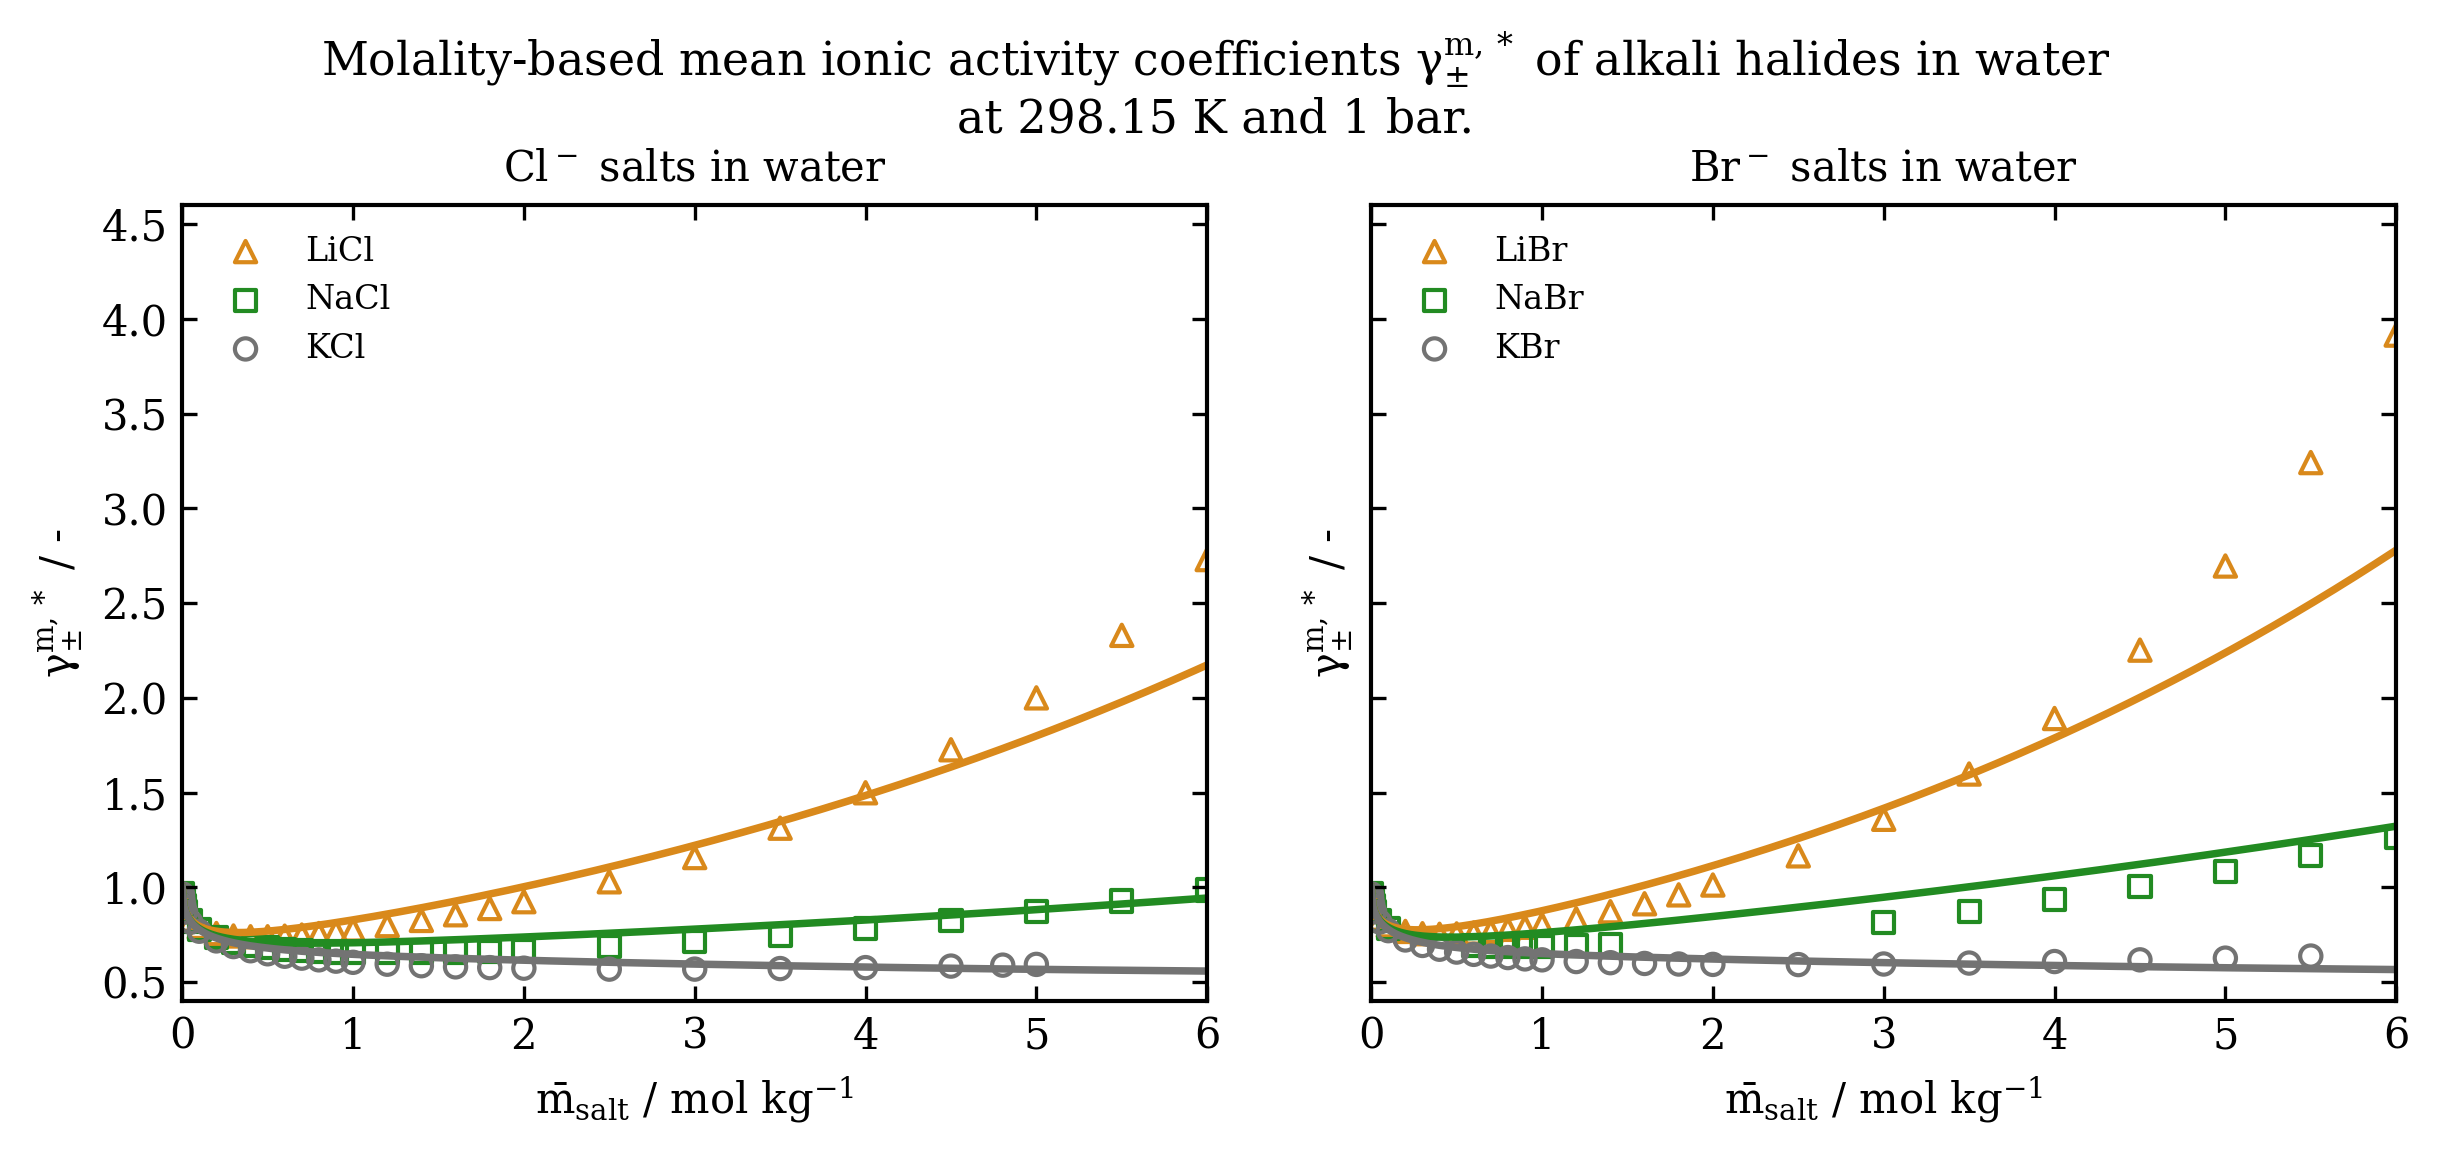 Molality-based mean ionic activity coefficients γ±^m,* of alkali halides in water
at 298.15 K and 1 bar.
Cl⁻ salts in water
4.5
4.0
3.5
3.0
2.5
2.0
1.5
1.0
0.5
γ±^m,* / -
LiCl
NaCl
KCl
0 1 2 3 4 5 6
m̄salt / mol kg⁻¹
Br⁻ salts in water
γ±^m,* / -
LiBr
NaBr
KBr
0 1 2 3 4 5 6
m̄salt / mol kg⁻¹